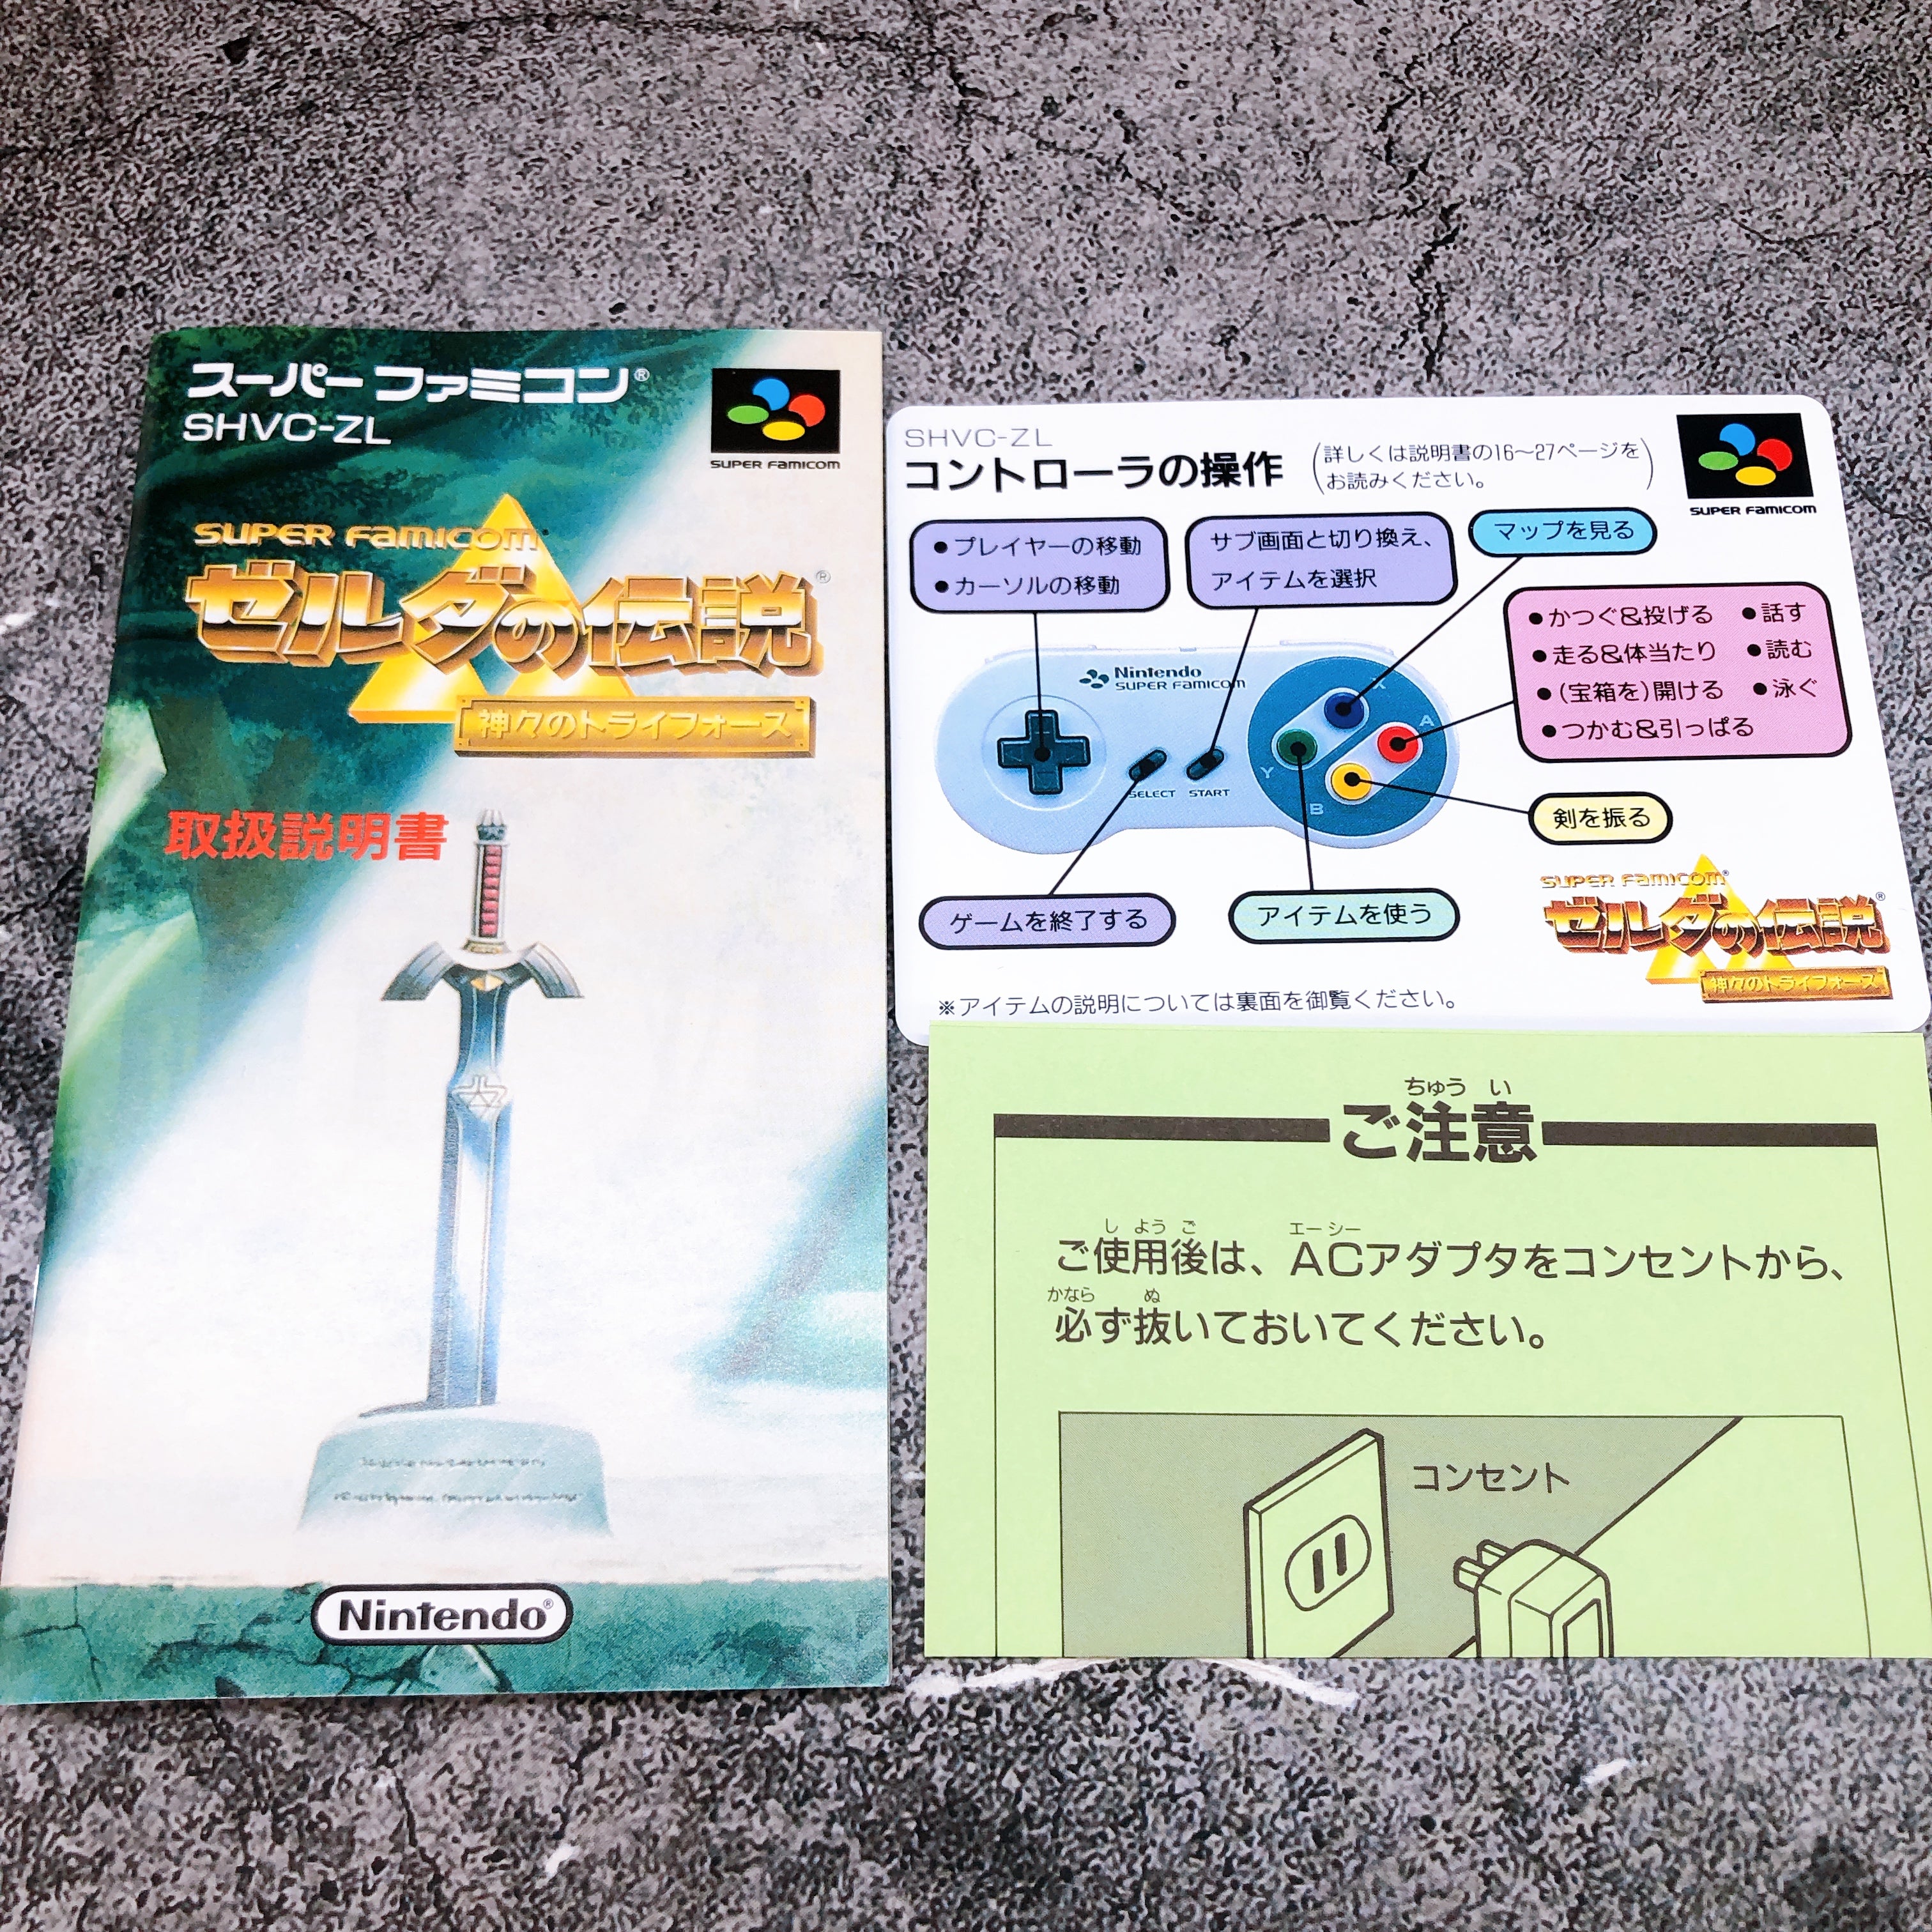 スーパーファミコン®
SHVC-ZL
SUPER FAMICOM
SUPER FAMICOM
ゼルダの伝説®
神々のトライフォース
取扱説明書
Nintendo®
SHVC-ZL
コントローラの操作
(詳しくは説明書の16〜27ページを
お読みください。)
SUPER FAMICOM
●プレイヤーの移動
●カーソルの移動
サブ画面と切り換え、
アイテムを選択
マップを見る
●かつぐ&投げる ●話す
●走る&体当たり ●読む
●(宝箱を)開ける ●泳ぐ
●つかむ&引っぱる
Nintendo
SUPER FAMICOM
X
A
Y
B
SELECT START
剣を振る
ゲームを終了する
アイテムを使う
SUPER FAMICOM®
ゼルダの伝説®
神々のトライフォース
※アイテムの説明については裏面を御覧ください。
ちゅう い
ご注意
し よう ご エー シー
ご使用後は、ACアダプタをコンセントから、
かなら ぬ
必ず抜いておいてください。
コンセント